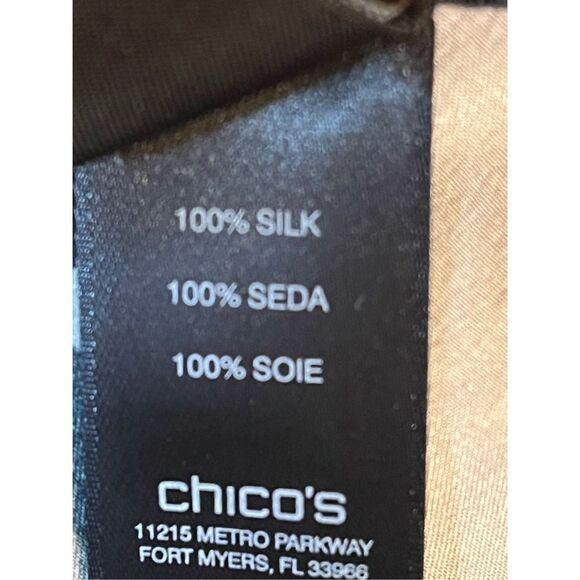 100% SILK
100% SEDA
100% SOIE
chico's
11215 METRO PARKWAY
FORT MYERS, FL 33966